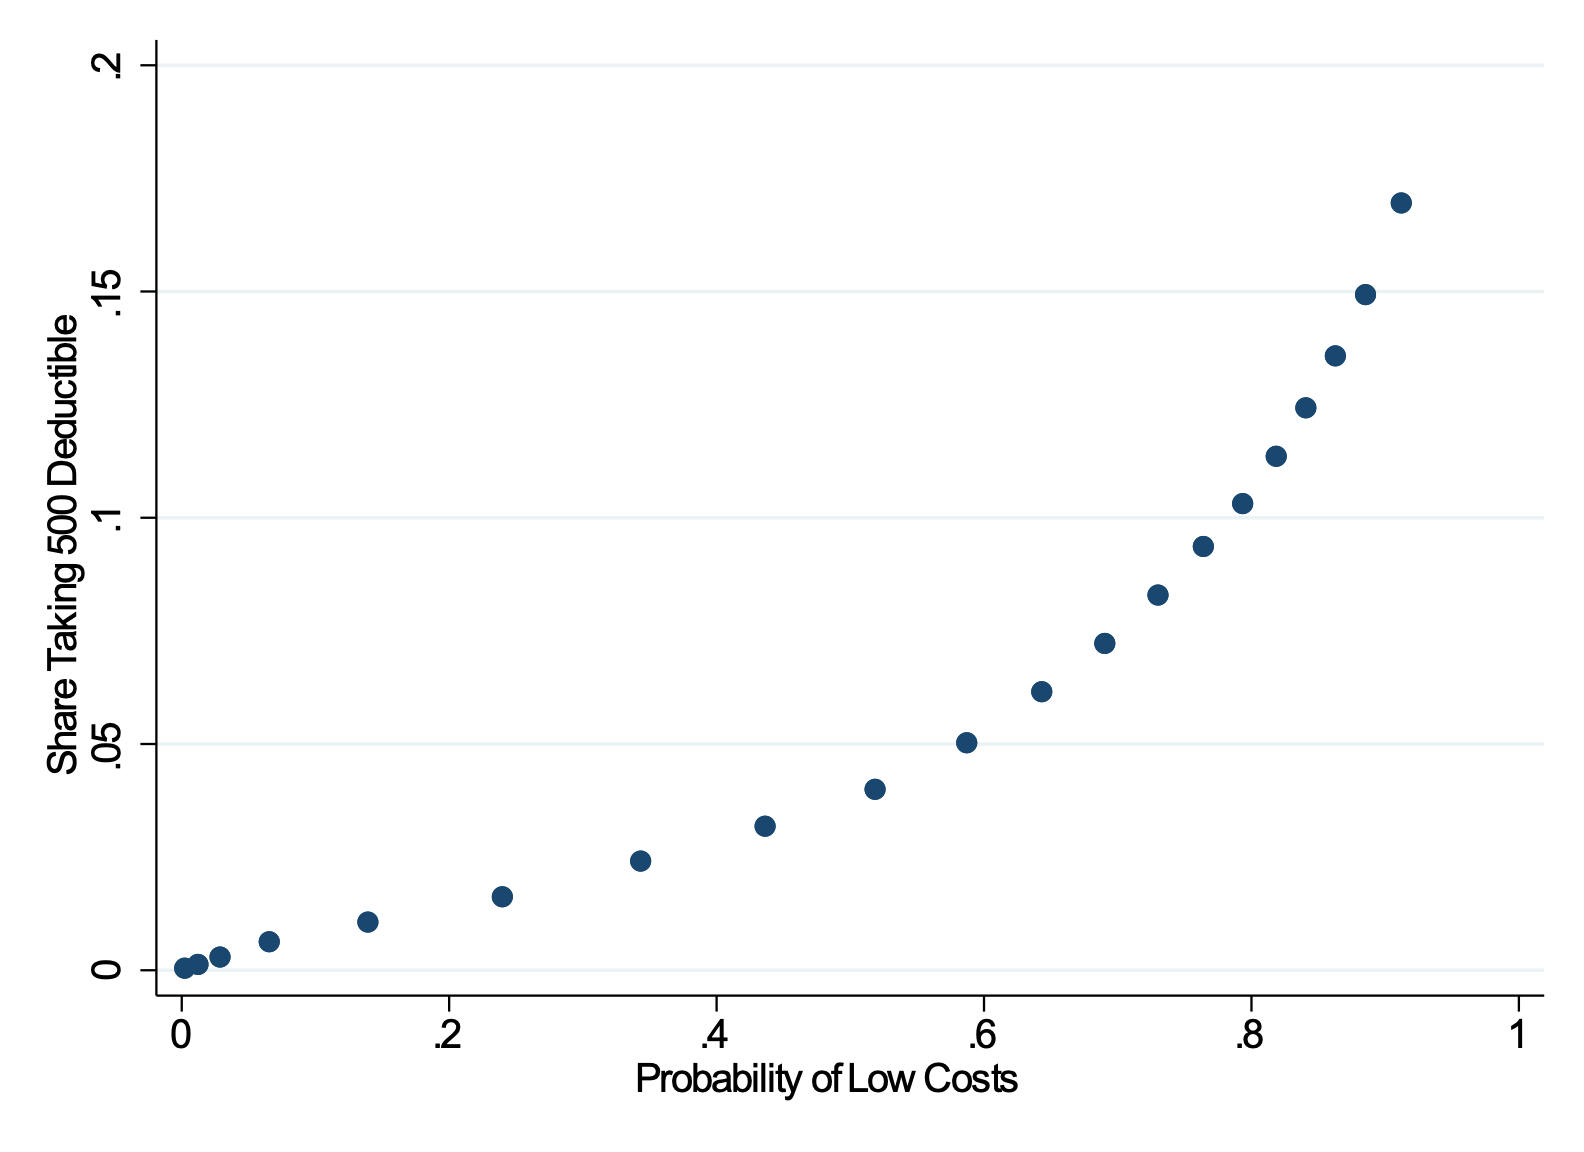 .2
.15
.1
.05
0
Share Taking 500 Deductible
0 .2 .4 .6 .8 1
Probability of Low Costs